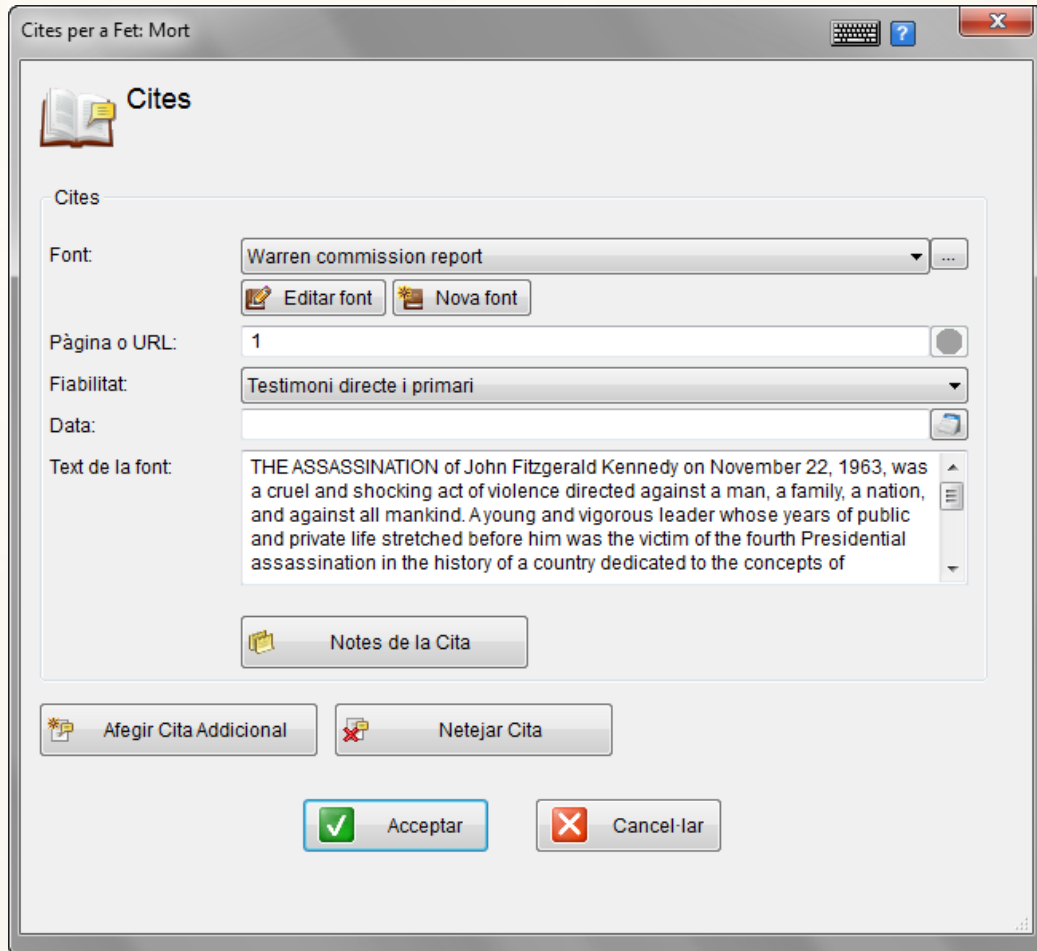 Cites per a Fet: Mort
?
Cites
Cites
Font:
Warren commission report
...
Editar font
Nova font
Pàgina o URL:
1
Fiabilitat:
Testimoni directe i primari
Data:
Text de la font:
THE ASSASSINATION of John Fitzgerald Kennedy on November 22, 1963, was
a cruel and shocking act of violence directed against a man, a family, a nation,
and against all mankind. A young and vigorous leader whose years of public
and private life stretched before him was the victim of the fourth Presidential
assassination in the history of a country dedicated to the concepts of
Notes de la Cita
Afegir Cita Addicional
Netejar Cita
Acceptar
Cancel·lar